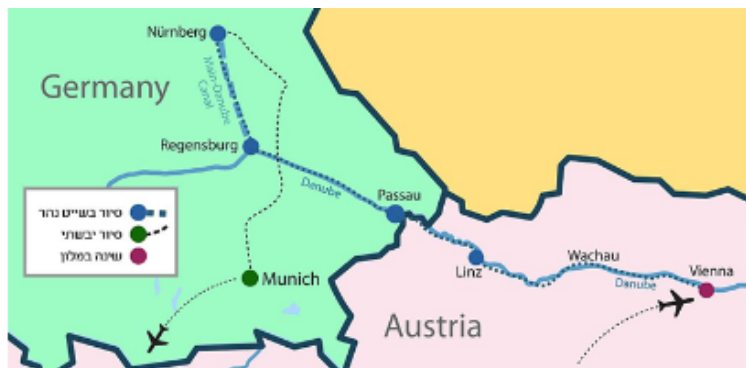 Nürnberg
Germany
Main-Danube
Canal
Regensburg
Danube
Passau
סיור בשייט נהר
סיור יבשתי
שינה במלון
Munich
Linz
Wachau
Danube
Vienna
Austria